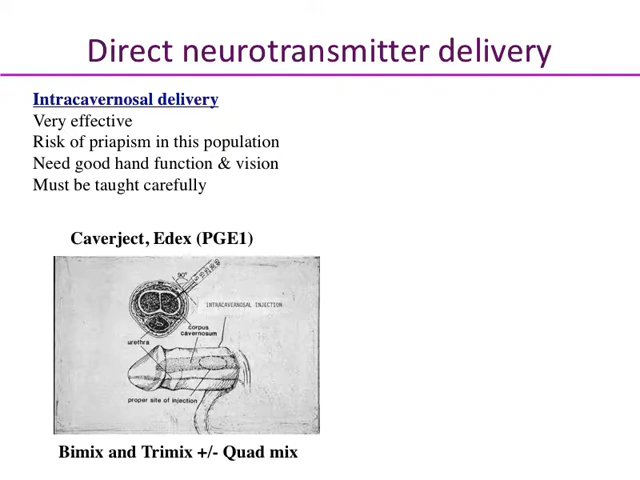 Direct neurotransmitter delivery
Intracavernosal delivery
Very effective
Risk of priapism in this population
Need good hand function & vision
Must be taught carefully
Caverject, Edex (PGE1)
90°
INTRACAVERNOSAL INJECTION
corpus
cavernosum
urethra
proper site of injection
Bimix and Trimix +/- Quad mix